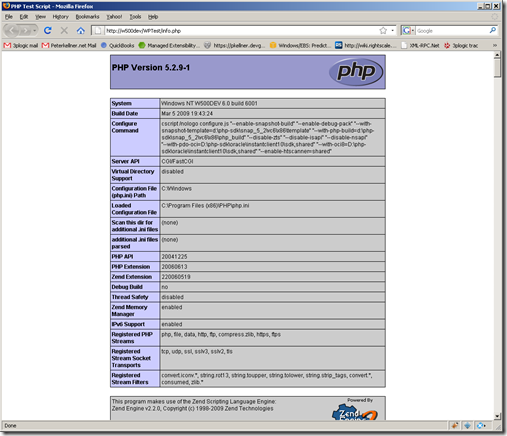 PHP Test Script - Mozilla Firefox
File Edit View History Bookmarks Yahoo! Tools Help
http://w500dev/WPTest/info.php
Google
3plogic mail PeterKellner.net Mail QuickBooks Managed Extensibility... https://pkellner.devg... Windows/EBS: Predict... http://wiki.rightscale.... XML-RPC.Net 3plogic trac
PHP Version 5.2.9-1
php
System Windows NT W500DEV 6.0 build 6001
Build Date Mar 5 2009 19:43:24
Configure Command cscript /nologo configure.js "--enable-snapshot-build" "--enable-debug-pack" "--with-
snapshot-template=d:\php-sdk\snap_5_2\vc6\x86\template" "--with-php-build=d:\php-
sdk\snap_5_2\vc6\x86\php_build" "--disable-zts" "--disable-isapi" "--disable-nsapi"
"--with-pdo-oci=D:\php-sdk\oracle\instantclient10\sdk,shared" "--with-oci8=D:\php-
sdk\oracle\instantclient10\sdk,shared" "--enable-htscanner=shared"
Server API CGI/FastCGI
Virtual Directory Support disabled
Configuration File (php.ini) Path C:\Windows
Loaded Configuration File C:\Program Files (x86)\PHP\php.ini
Scan this dir for additional .ini files (none)
additional .ini files parsed (none)
PHP API 20041225
PHP Extension 20060613
Zend Extension 220060519
Debug Build no
Thread Safety disabled
Zend Memory Manager enabled
IPv6 Support enabled
Registered PHP Streams php, file, data, http, ftp, compress.zlib, https, ftps
Registered Stream Socket Transports tcp, udp, ssl, sslv3, sslv2, tls
Registered Stream Filters convert.iconv.*, string.rot13, string.toupper, string.tolower, string.strip_tags, convert.*,
consumed, zlib.*
This program makes use of the Zend Scripting Language Engine:
Zend Engine v2.2.0, Copyright (c) 1998-2009 Zend Technologies
Powered By
Zend
Done